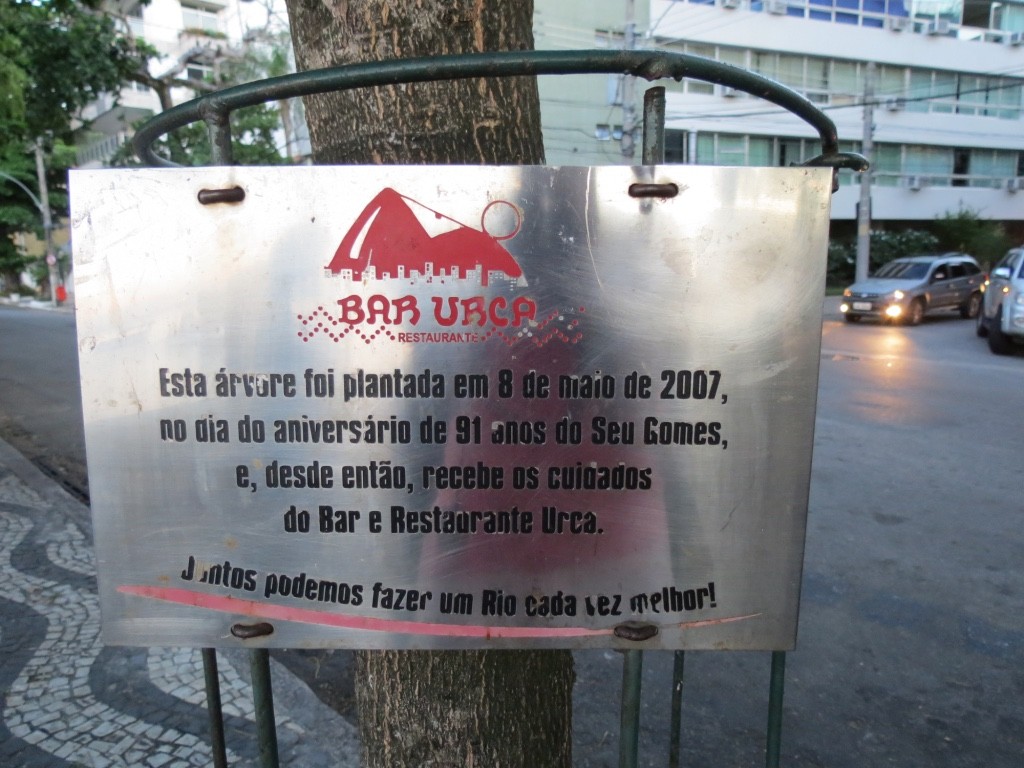 BAR URCA
RESTAURANTE
Esta árvore foi plantada em 8 de maio de 2007,
no dia do aniversário de 91 anos do Seu Gomes,
e, desde então, recebe os cuidados
do Bar e Restaurante Urca.
Juntos podemos fazer um Rio cada vez melhor!